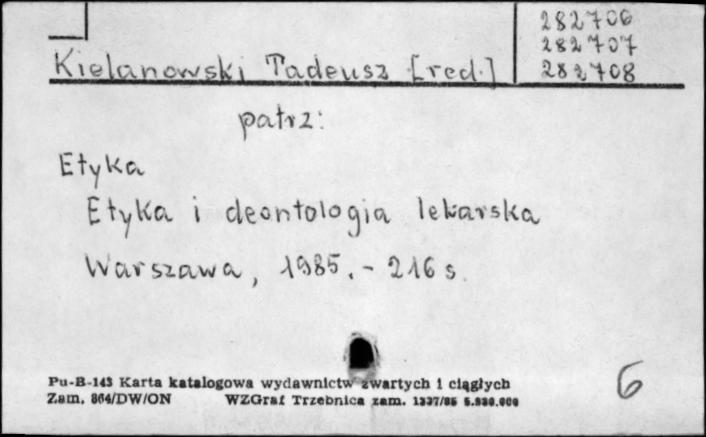 282706
282707
Kielanowski Tadeusz [red.] 282708
patrz:
Etyka
Etyka i deontologia lekarska
Warszawa, 1985. - 216 s.
6
Pu-B-143 Karta katalogowa wydawnictw zwartych i ciągłych
Zam. 864/DW/ON WZGraf Trzebnica zam. 1337/85